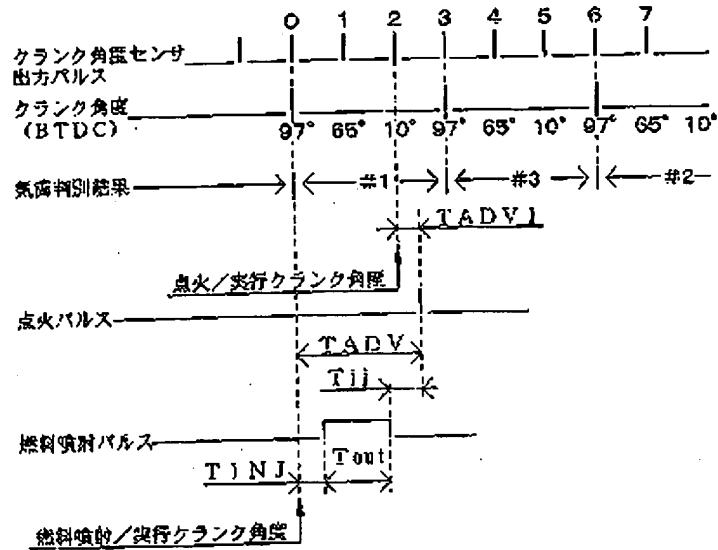 0 1 2 3 4 5 6 7
クランク角度センサ
出力パルス
クランク角度
(BTDC)
97° 65° 10° 97° 65° 10° 97° 65° 10°
気筒判別結果
#1 #3 #2
TADV1
点火/実行クランク角度
点火パルス
TADV
Tij
燃料噴射パルス
Tout
TiNJ
燃料噴射/実行クランク角度